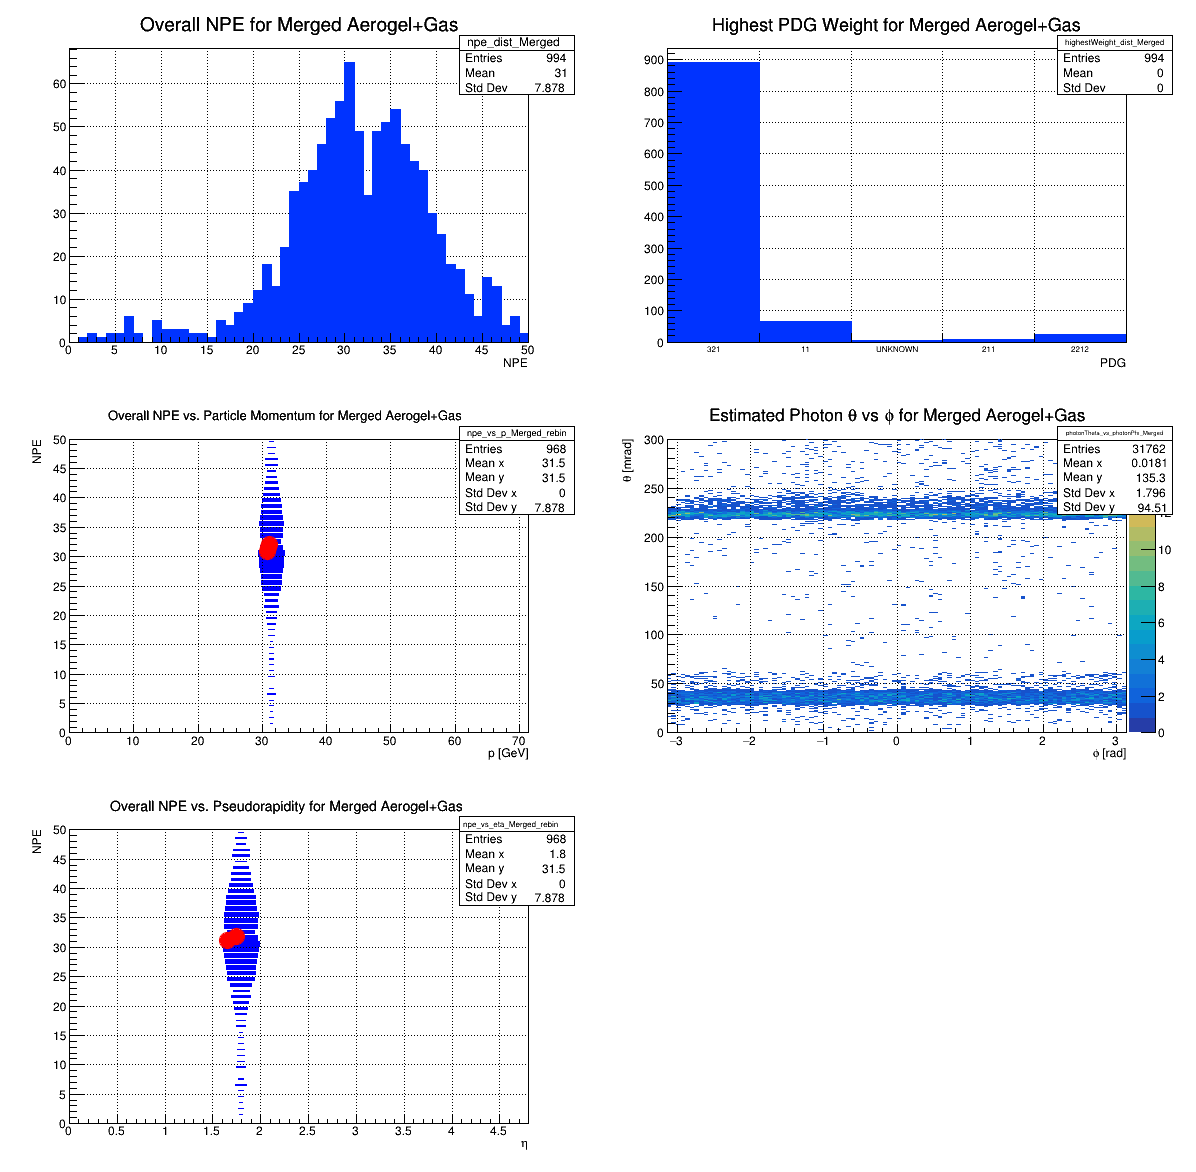 Overall NPE for Merged Aerogel+Gas
npe_dist_Merged
Entries 994
Mean 31
Std Dev 7.878
60
50
40
30
20
10
0
0 5 10 15 20 25 30 35 40 45 50
NPE
Highest PDG Weight for Merged Aerogel+Gas
highestWeight_dist_Merged
Entries 994
Mean 0
Std Dev 0
900
800
700
600
500
400
300
200
100
0
321 11 UNKNOWN 211 2212
PDG
Overall NPE vs. Particle Momentum for Merged Aerogel+Gas
npe_vs_p_Merged_rebin
Entries 968
Mean x 31.5
Mean y 31.5
Std Dev x 0
Std Dev y 7.878
NPE
50
45
40
35
30
25
20
15
10
5
0
0 10 20 30 40 50 60 70
p [GeV]
Estimated Photon θ vs ϕ for Merged Aerogel+Gas
photonTheta_vs_photonPhi_Merged
Entries 31762
Mean x 0.0181
Mean y 135.3
Std Dev x 1.796
Std Dev y 94.51
θ [mrad]
300
250
200
150
100
50
0
−3 −2 −1 0 1 2 3
ϕ [rad]
10
8
6
4
2
0
Overall NPE vs. Pseudorapidity for Merged Aerogel+Gas
npe_vs_eta_Merged_rebin
Entries 968
Mean x 1.8
Mean y 31.5
Std Dev x 0
Std Dev y 7.878
NPE
50
45
40
35
30
25
20
15
10
5
0
0 0.5 1 1.5 2 2.5 3 3.5 4 4.5
η